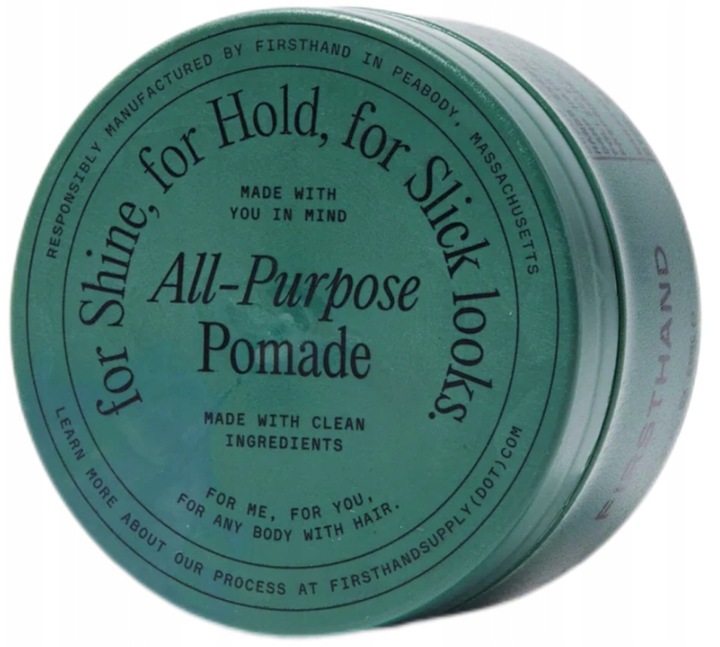 RESPONSIBLY MANUFACTURED BY FIRSTHAND IN PEABODY, MASSACHUSETTS
for Shine, for Hold, for Slick looks.
MADE WITH
YOU IN MIND
All-Purpose
Pomade
MADE WITH CLEAN
INGREDIENTS
FOR ME, FOR YOU,
FOR ANY BODY WITH HAIR.
LEARN MORE ABOUT OUR PROCESS AT FIRSTHANDSUPPLY(DOT)COM
FIRSTHAND